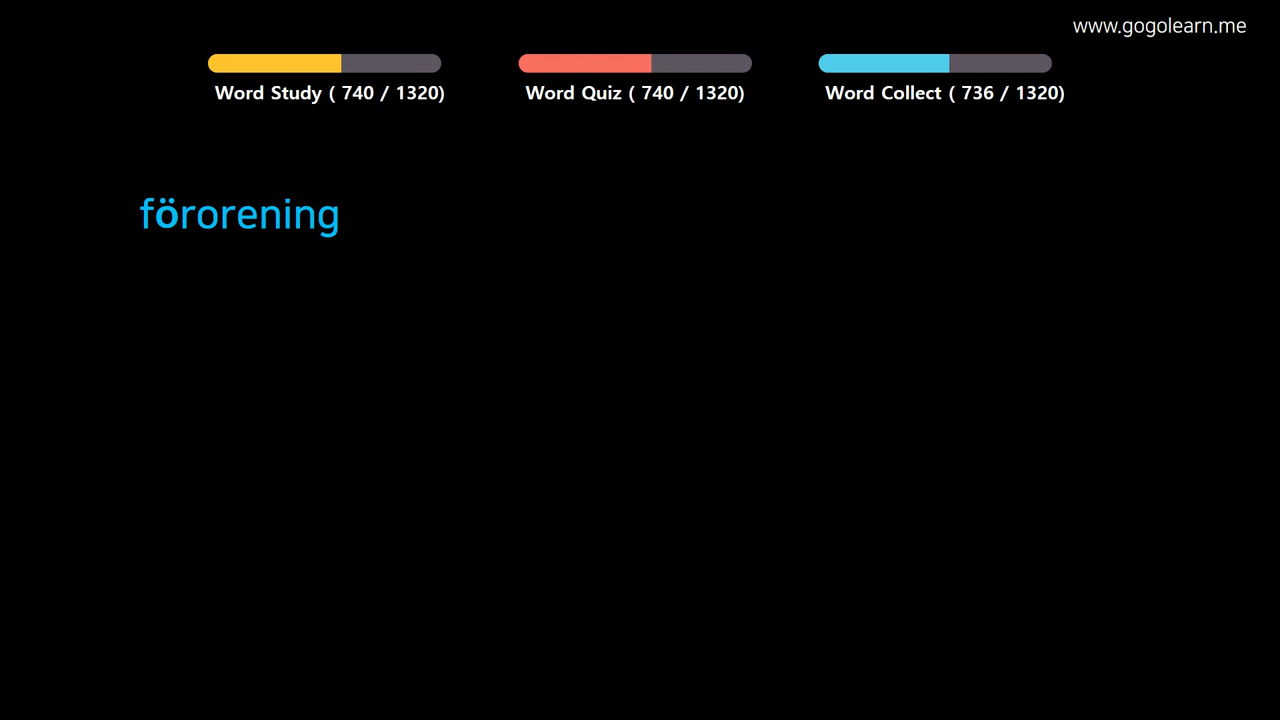 www.gogolearn.me
Word Study ( 740 / 1320)
Word Quiz ( 740 / 1320)
Word Collect ( 736 / 1320)
förorening